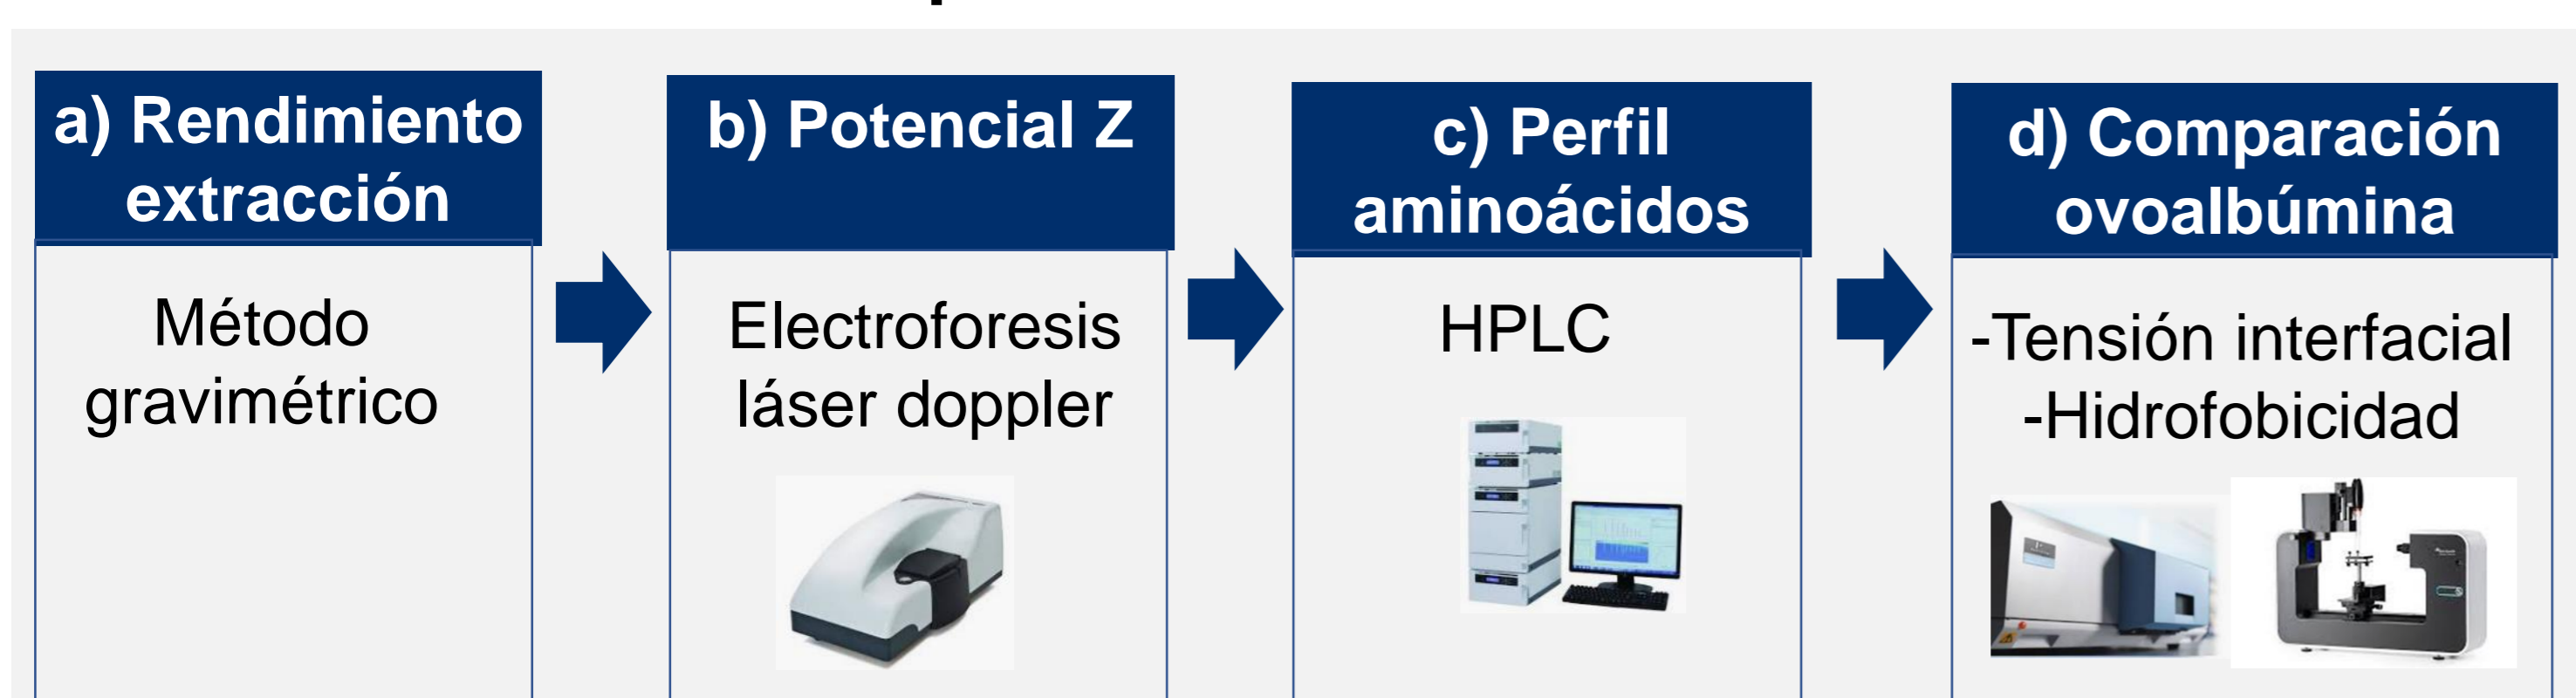 a) Rendimiento
extracción
Método
gravimétrico
b) Potencial Z
Electroforesis
láser doppler
c) Perfil
aminoácidos
HPLC
d) Comparación
ovoalbúmina
-Tensión interfacial
-Hidrofobicidad